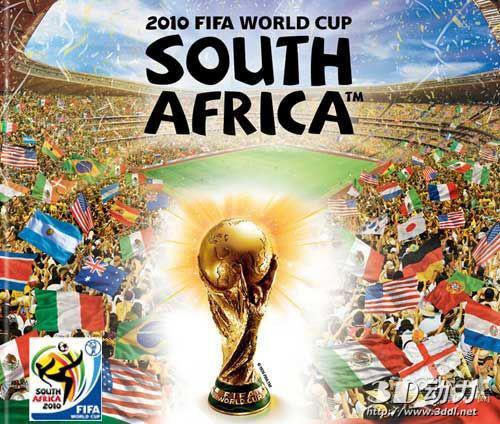 2010 FIFA WORLD CUP
SOUTH
AFRICA™
FIFA
WORLD CUP
SOUTH
AFRICA
2010
FIFA
3D动力
http://www.3ddl.net